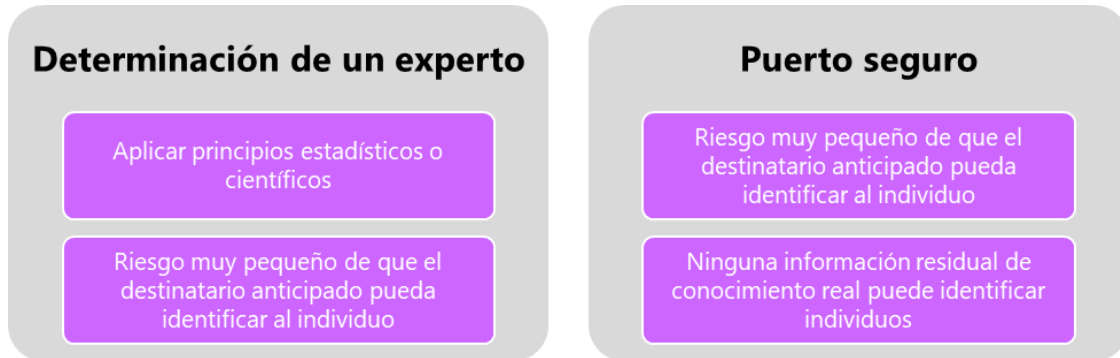 Determinación de un experto
Aplicar principios estadísticos o
científicos
Riesgo muy pequeño de que el
destinatario anticipado pueda
identificar al individuo
Puerto seguro
Riesgo muy pequeño de que el
destinatario anticipado pueda
identificar al individuo
Ninguna información residual de
conocimiento real puede identificar
individuos